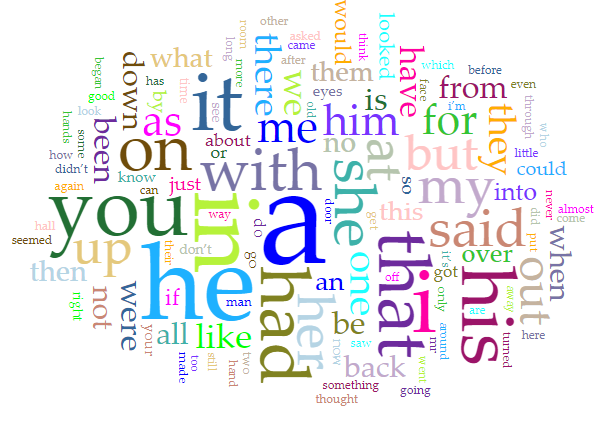 other
room
would
asked
came
think
looked
long
more
what
there
them
have
which
before
began
down
has
time
it
we
after
eyes
is
face
from
even
good
by
see
old
i'm
through
look
as
me
him
for
they
who
hands
some
been
on
about
or
no
at
but
little
how
didn't
know
with
she
so
could
can
just
my
into
again
you
in
way
a
door
get
this
said
never
almost
hall
do
did
put
come
seemed
up
their
don't
go
one
that
it's
got
over
when
then
he
had
her
an
off
i
his
out
right
not
were
if
man
be
only
are
away
your
all
like
now
saw
mr
around
turned
here
made
too
still
hand
two
back
went
something
going
thought